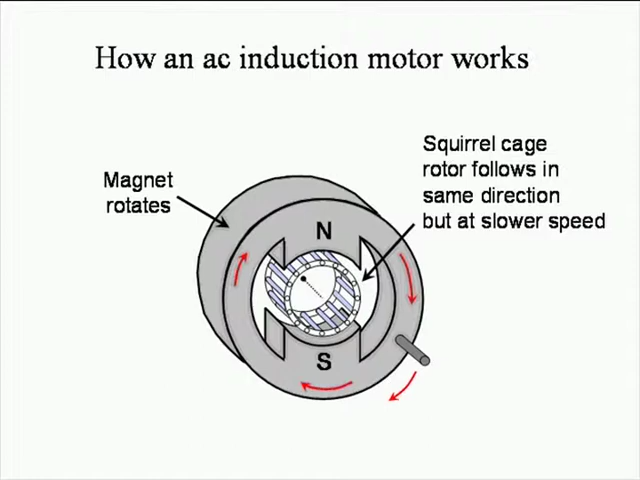 How an ac induction motor works
Squirrel cage
rotor follows in
same direction
but at slower speed
Magnet
rotates
N
S